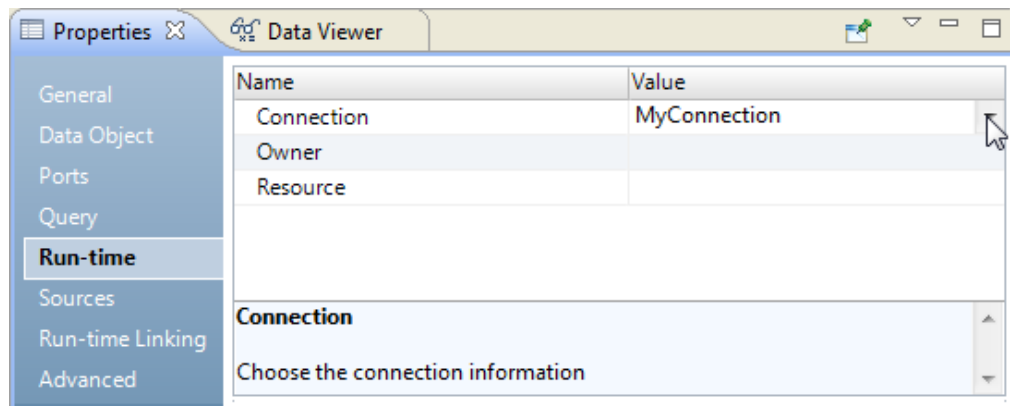 Properties Data Viewer
General
Data Object
Ports
Query
Run-time
Sources
Run-time Linking
Advanced
Name Value
Connection MyConnection
Owner
Resource
Connection
Choose the connection information